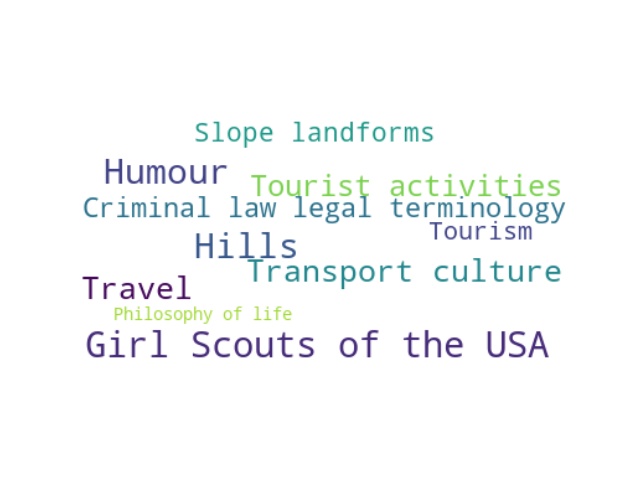 Slope landforms
Humour
Tourist activities
Criminal law legal terminology
Tourism
Hills
Transport culture
Travel
Philosophy of life
Girl Scouts of the USA